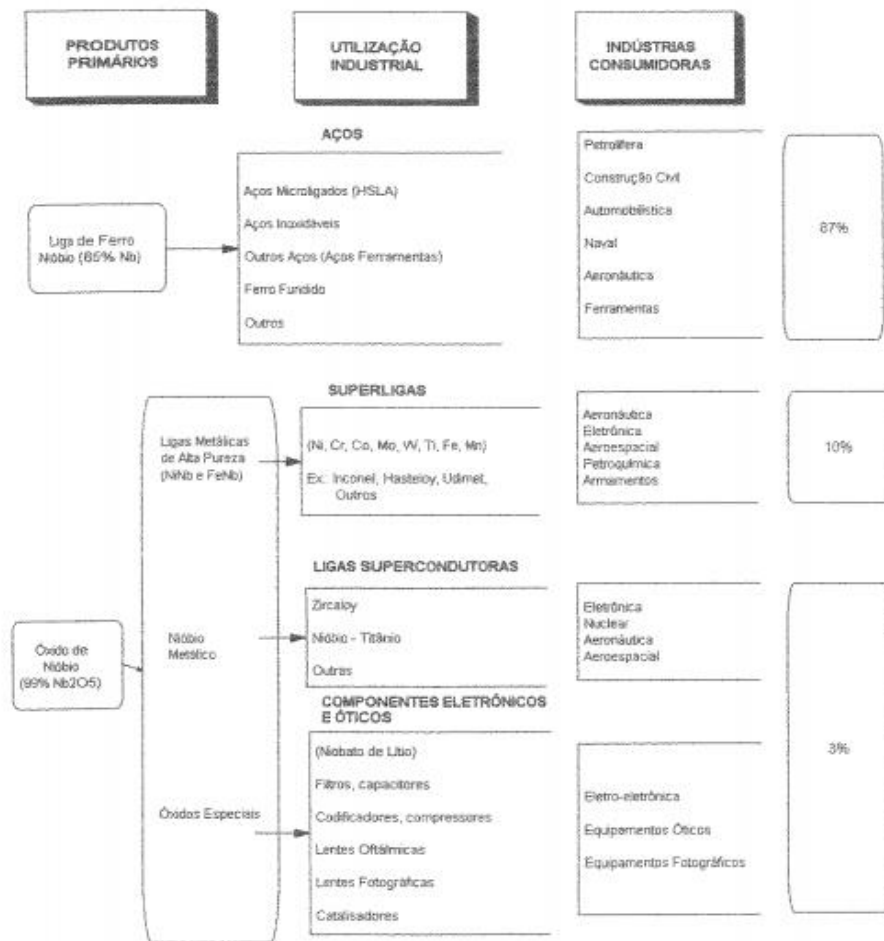 PRODUTOS
PRIMÁRIOS
UTILIZAÇÃO
INDUSTRIAL
INDÚSTRIAS
CONSUMIDORAS
AÇOS
Liga de Ferro
Nióbio (65% Nb)
Aços Microligados (HSLA)
Aços Inoxidáveis
Outros Aços (Aços Ferramentas)
Ferro Fundido
Outros
Petrolífera
Construção Civil
Automobilística
Naval
Aeronáutica
Ferramentas
87%
SUPERLIGAS
Ligas Metálicas
de Alta Pureza
(NiNb e FeNb)
(Ni, Cr, Co, Mo, W, Ti, Fe, Mn)
Ex: Inconel, Hasteloy, Udimet,
Outros
Aeronáutica
Eletrônica
Aeroespacial
Petroquímica
Armamentos
10%
LIGAS SUPERCONDUTORAS
Óxido de
Nióbio
(99% Nb2O5)
Nióbio
Metálico
Zircaloy
Nióbio - Titânio
Outras
Eletrônica
Nuclear
Aeronáutica
Aeroespacial
3%
COMPONENTES ELETRÔNICOS
E ÓTICOS
Óxidos Especiais
(Niobato de Lítio)
Filtros, capacitores
Codificadores, compressores
Lentes Oftálmicas
Lentes Fotográficas
Catalisadores
Eletro-eletrônica
Equipamentos Óticos
Equipamentos Fotográficos